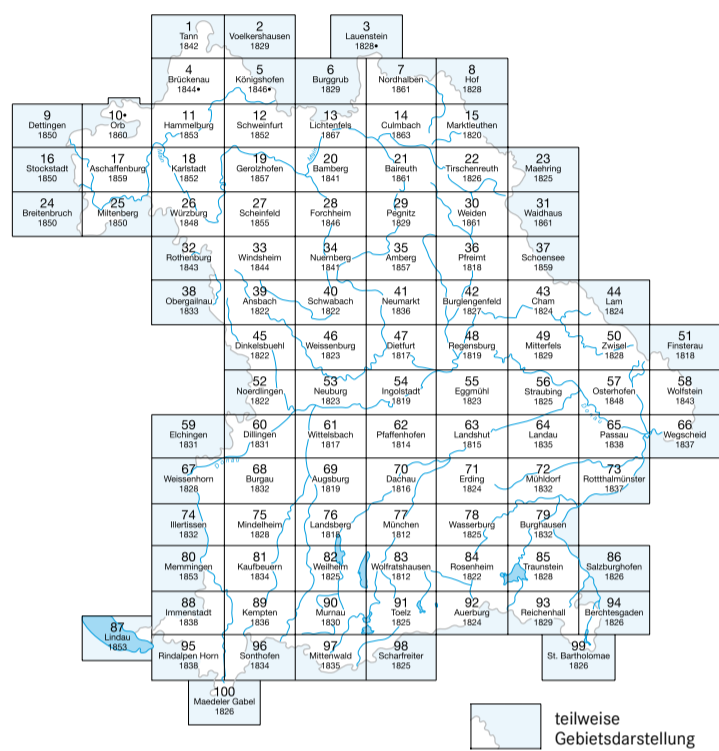 1
Tann
1842
2
Voelkershausen
1829
3
Lauenstein
1828•
4
Brückenau
1844•
5
Königshofen
1846•
6
Burggrub
1829
7
Nordhalben
1861
8
Hof
1828
9
Dettingen
1850
10•
Orb
1860
11
Hammelburg
1853
12
Schweinfurt
1852
13
Lichtenfels
1867
14
Culmbach
1863
15
Marktleuthen
1820
16
Stockstadt
1850
17
Aschaffenburg
1859
18
Karlstadt
1852
19
Gerolzhofen
1857
20
Bamberg
1841
21
Baireuth
1861
22
Tirschenreuth
1826
23
Maehring
1825
24
Breitenbruch
1850
25
Miltenberg
1850
26
Würzburg
1848
27
Scheinfeld
1855
28
Forchheim
1846
29
Pegnitz
1829
30
Weiden
1861
31
Waidhaus
1861
32
Rothenburg
1843
33
Windsheim
1844
34
Nuernberg
1841
35
Amberg
1857
36
Pfreimt
1818
37
Schoensee
1859
38
Obergailnau
1833
39
Ansbach
1822
40
Schwabach
1822
41
Neumarkt
1836
42
Burglengenfeld
1827
43
Cham
1824
44
Lam
1824
45
Dinkelsbuehl
1822
46
Weissenburg
1823
47
Dietfurt
1817
48
Regensburg
1819
49
Mitterfels
1829
50
Zwisel
1828
51
Finsterau
1818
52
Noerdlingen
1822
53
Neuburg
1823
54
Ingolstadt
1819
55
Eggmühl
1823
56
Straubing
1825
57
Osterhofen
1848
58
Wolfstein
1843
Donau
59
Elchingen
1831
60
Dillingen
1831
61
Wittelsbach
1817
62
Pfaffenhofen
1814
63
Landshut
1815
64
Landau
1835
65
Passau
1838
66
Wegscheid
1837
Donau
67
Weissenhorn
1828
68
Burgau
1832
69
Augsburg
1819
70
Dachau
1816
71
Erding
1824
72
Mühldorf
1832
73
Rottthalmünster
1837
74
Illertissen
1832
75
Mindelheim
1828
76
Landsberg
1818
77
München
1812
78
Wasserburg
1825
79
Burghausen
1832
80
Memmingen
1853
81
Kaufbeuern
1834
82
Weilheim
1825
83
Wolfratshausen
1812
84
Rosenheim
1822
85
Traunstein
1828
86
Salzburghofen
1826
87
Lindau
1853
88
Immenstadt
1838
89
Kempten
1836
90
Murnau
1830
91
Toelz
1825
92
Auerburg
1824
93
Reichenhall
1829
94
Berchtesgaden
1826
95
Rindalpen Horn
1838
96
Sonthofen
1834
97
Mittenwald
1835
98
Scharfreiter
1825
99
St. Bartholomae
1826
100
Maedeler Gabel
1826
teilweise
Gebietsdarstellung